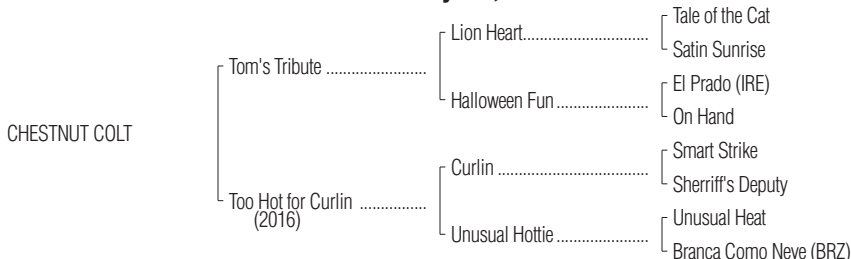 Tale of the Cat
Lion Heart..................................
Satin Sunrise
Tom's Tribute ........................
El Prado (IRE)
Halloween Fun .........................
On Hand
CHESTNUT COLT
Smart Strike
Curlin .........................................
Sherriff's Deputy
Too Hot for Curlin ................
(2016)
Unusual Heat
Unusual Hottie .........................
Branca Como Neve (BRZ)